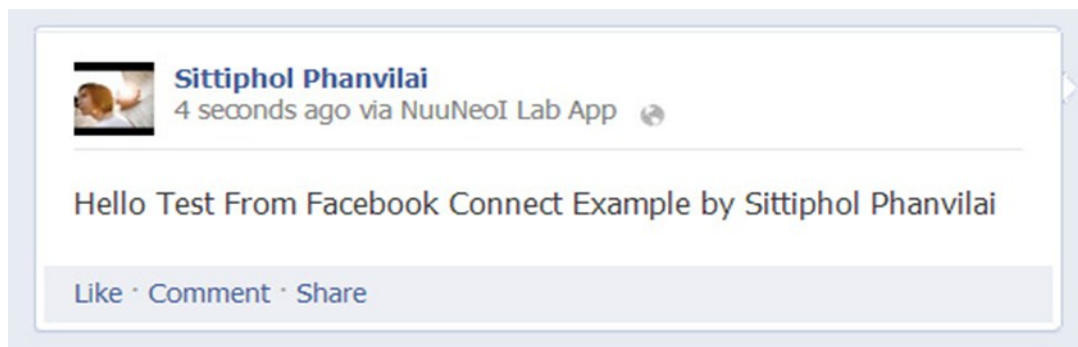 Sittiphol Phanvilai
4 seconds ago via NuuNeoI Lab App
Hello Test From Facebook Connect Example by Sittiphol Phanvilai
Like · Comment · Share